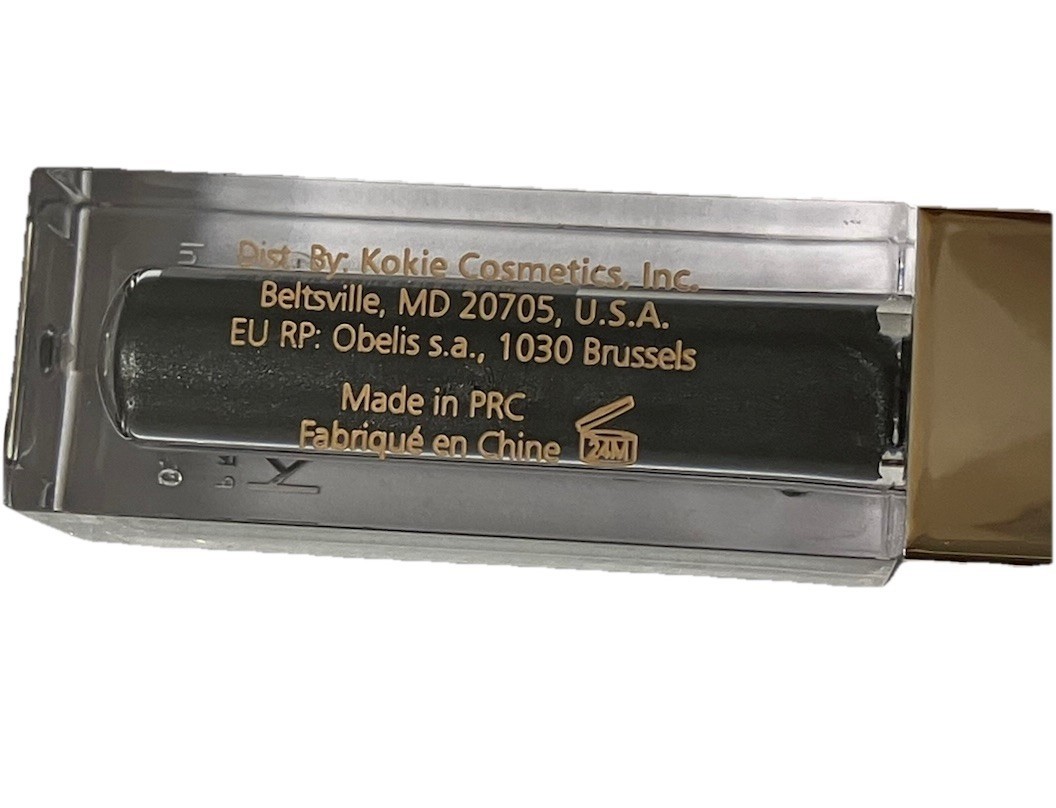 Dist. By: Kokie Cosmetics, Inc.
Beltsville, MD 20705, U.S.A.
EU RP: Obelis s.a., 1030 Brussels
Made in PRC
Fabriqué en Chine
24M